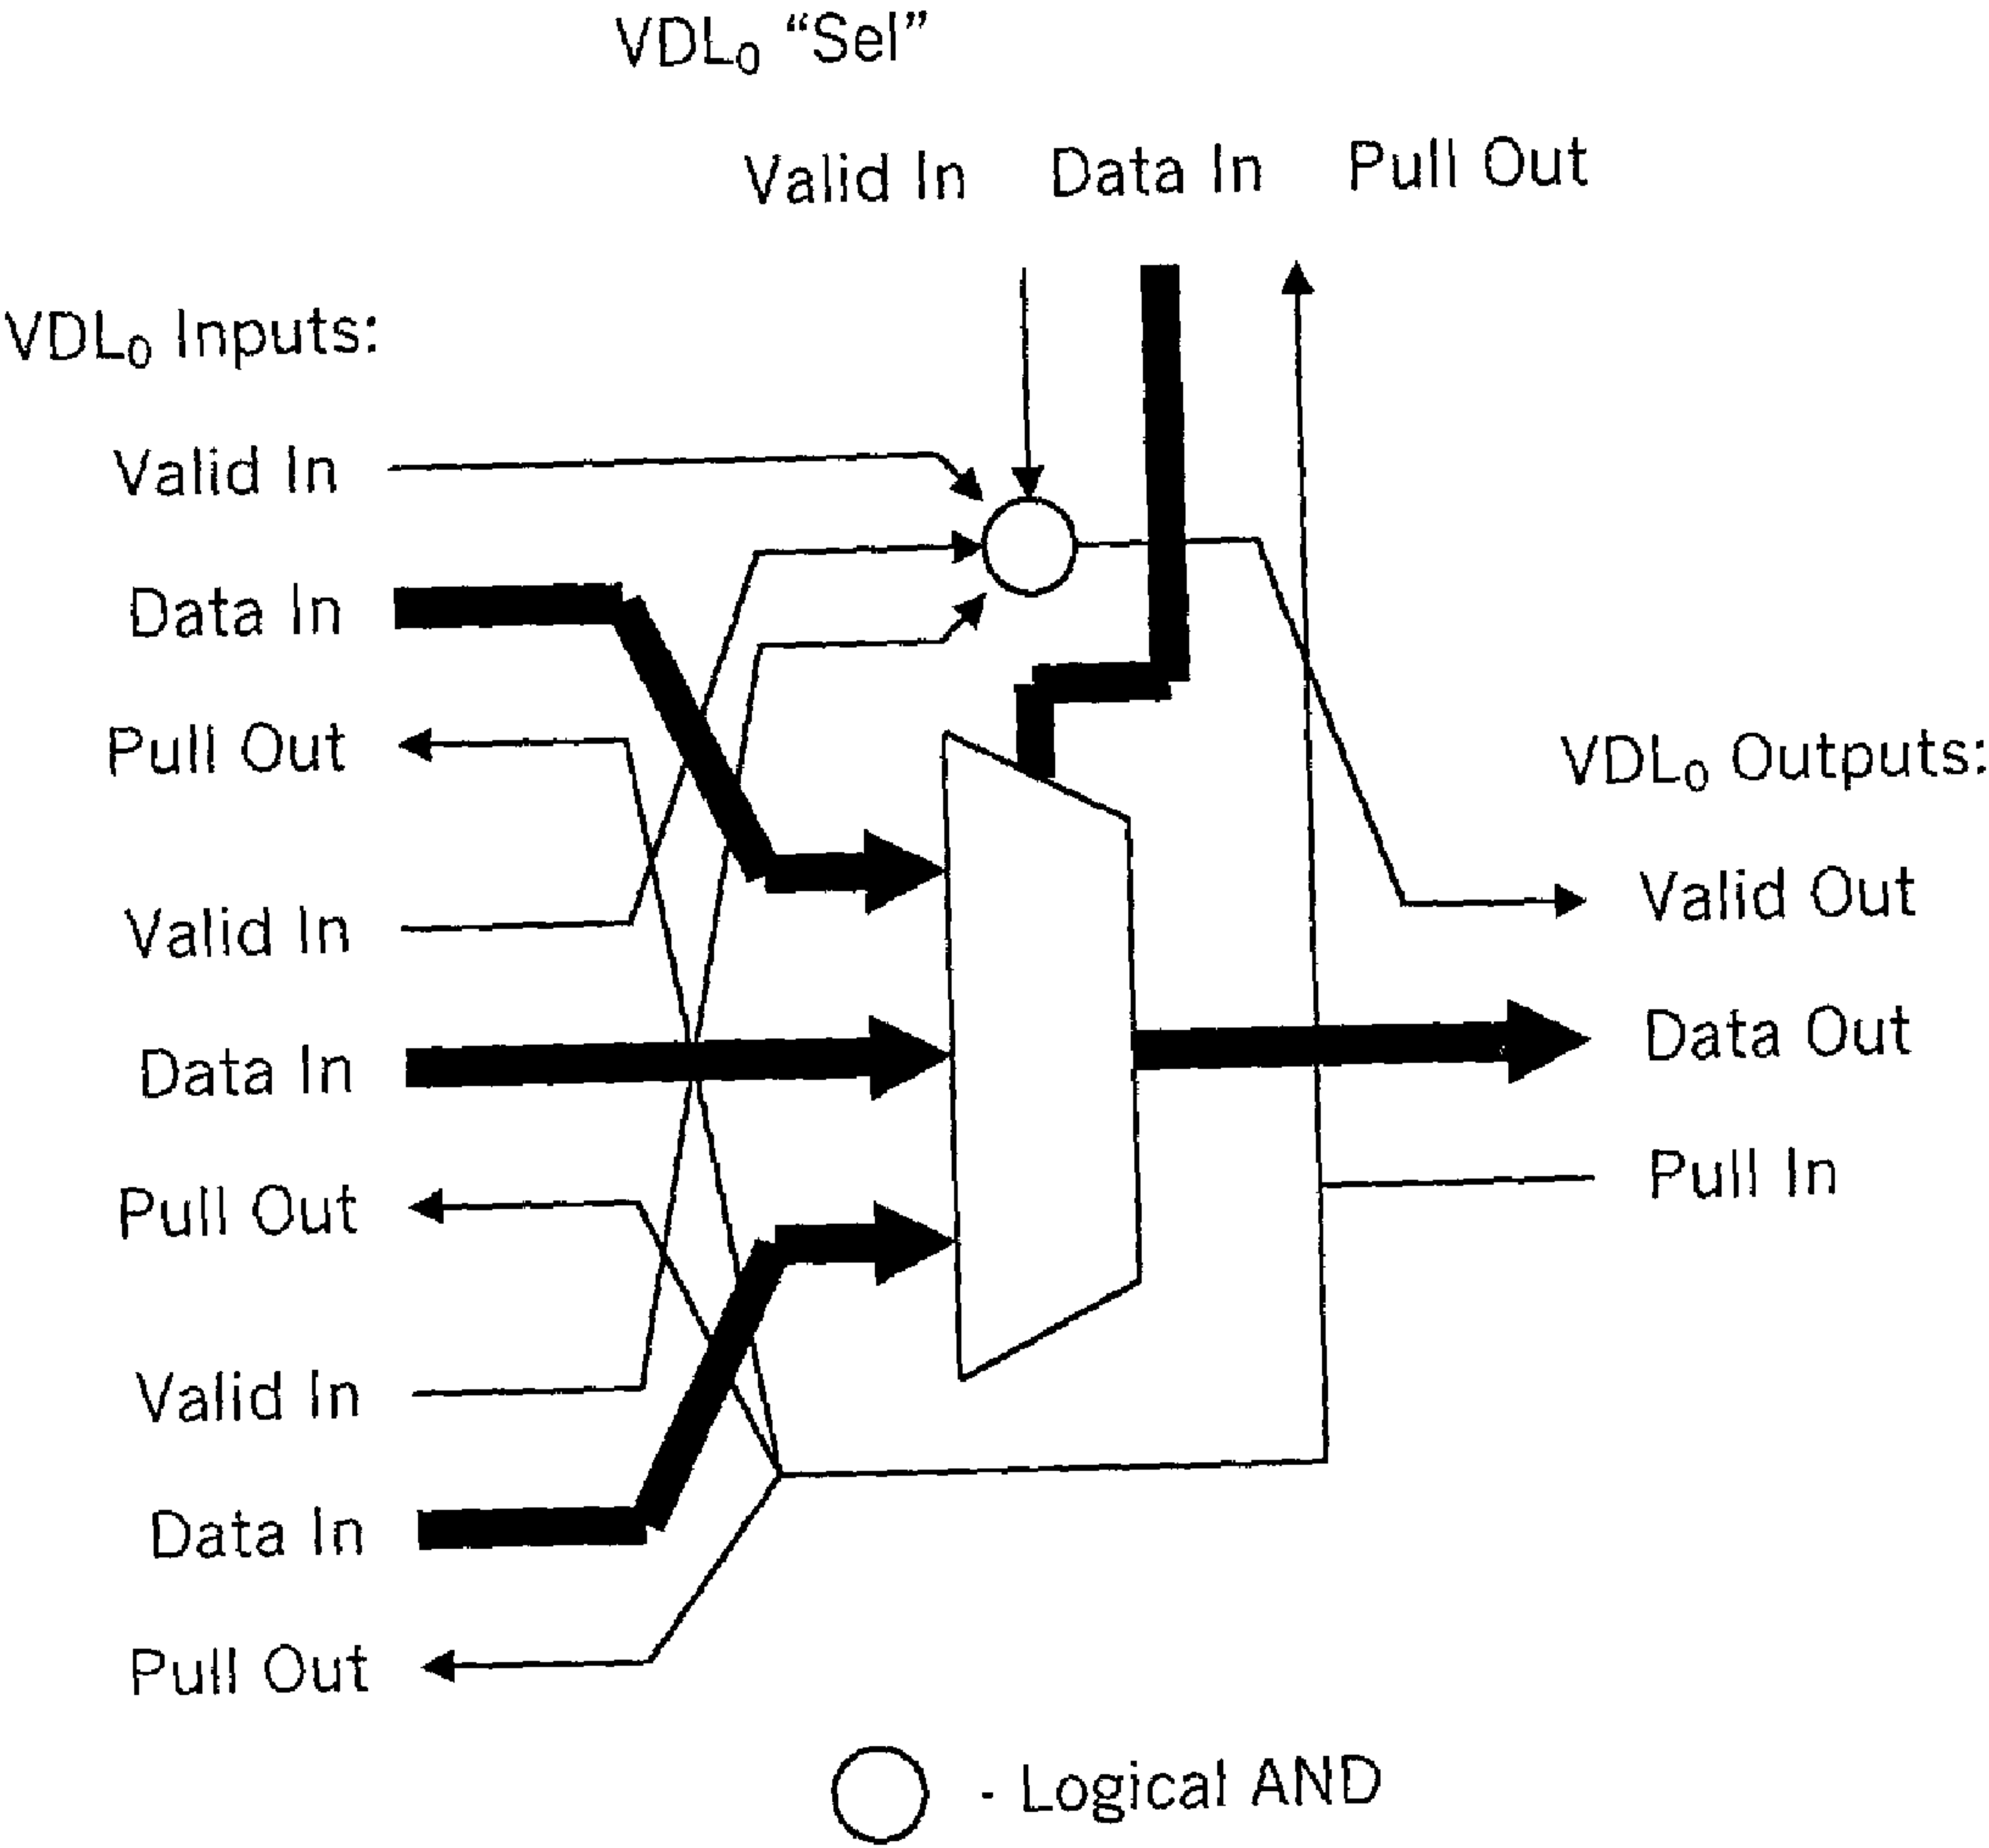 VDL₀ “Sel”
Valid In Data In Pull Out
VDL₀ Inputs:
Valid In
Data In
Pull Out
Valid In
Data In
Pull Out
Valid In
Data In
Pull Out
VDL₀ Outputs:
Valid Out
Data Out
Pull In
- Logical AND